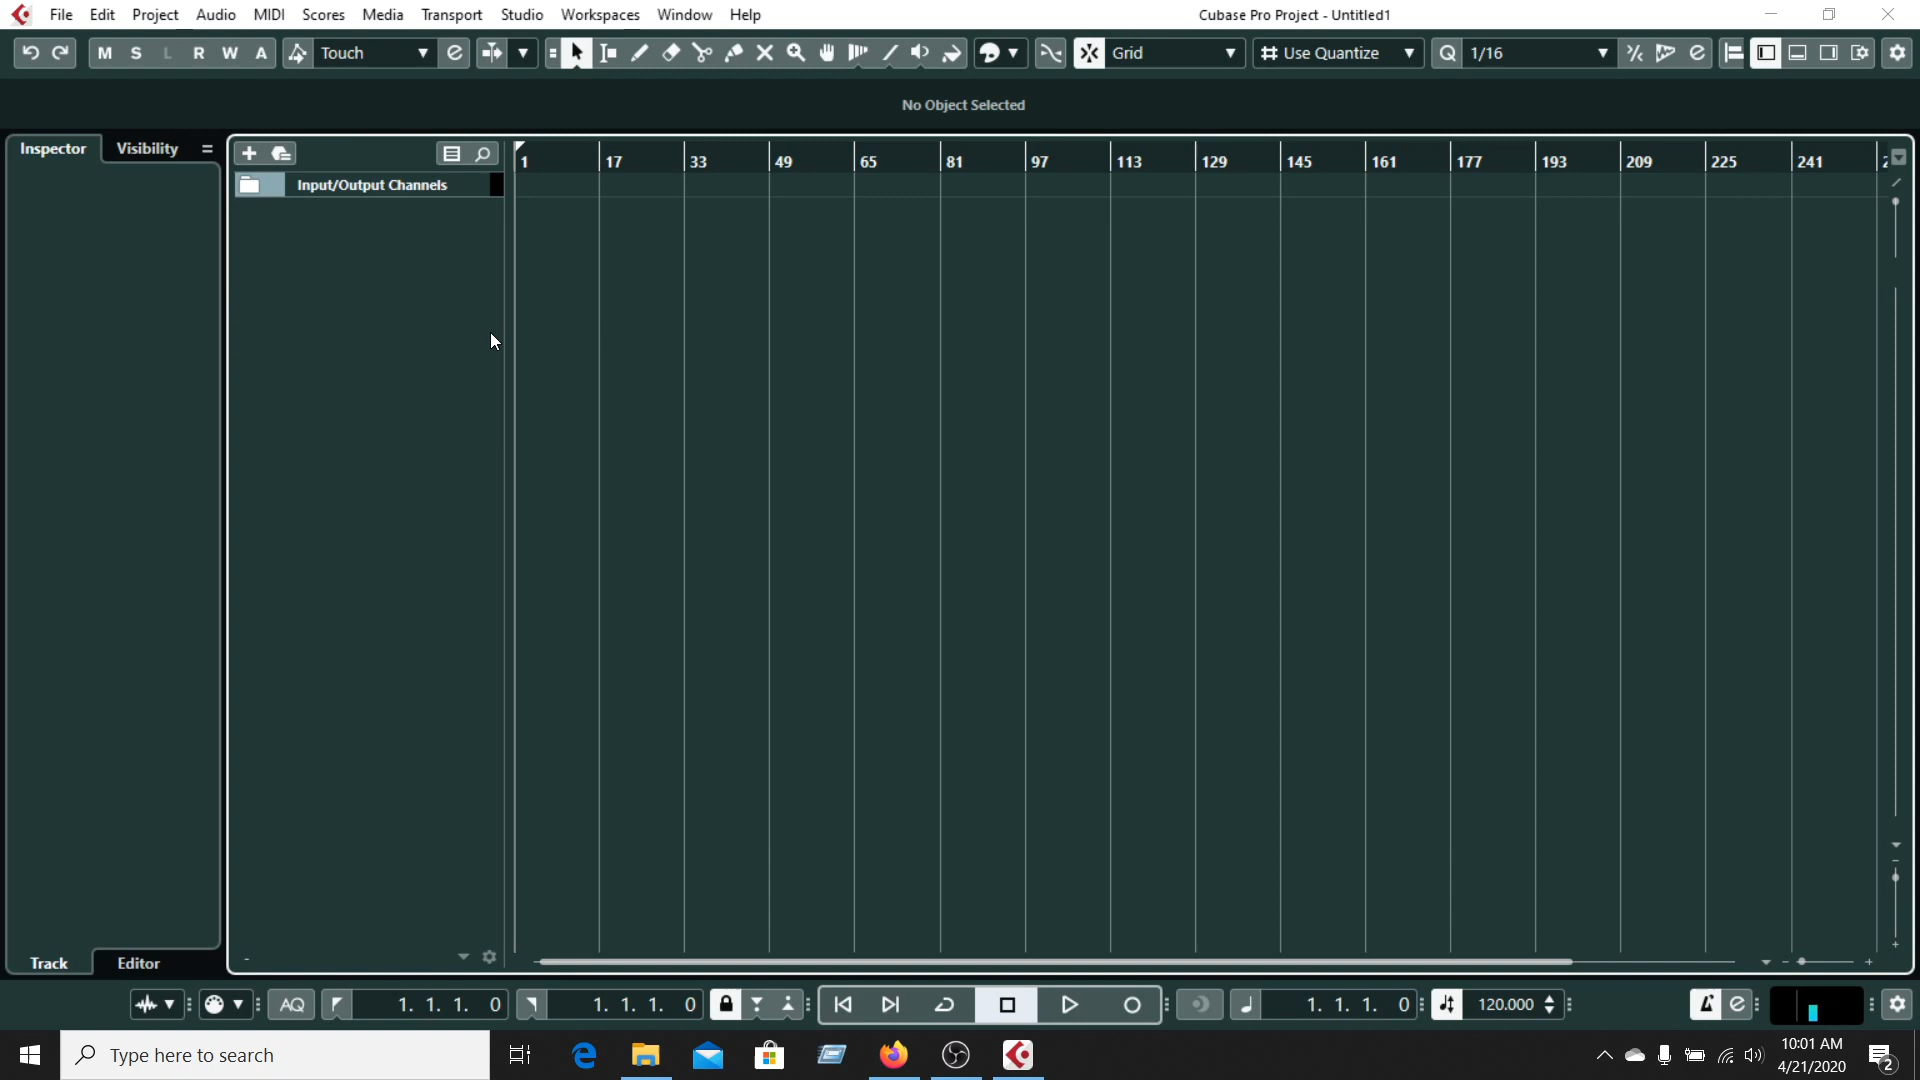 File Edit Project Audio MIDI Scores Media Transport Studio Workspaces Window Help Cubase Pro Project - Untitled1
M S L R W A Touch Grid Use Quantize Q 1/16
No Object Selected
Inspector Visibility
1 17 33 49 65 81 97 113 129 145 161 177 193 209 225 241
Input/Output Channels
Track Editor
AQ 1. 1. 1. 0 1. 1. 1. 0 1. 1. 1. 0 120.000
Type here to search
10:01 AM
4/21/2020
2